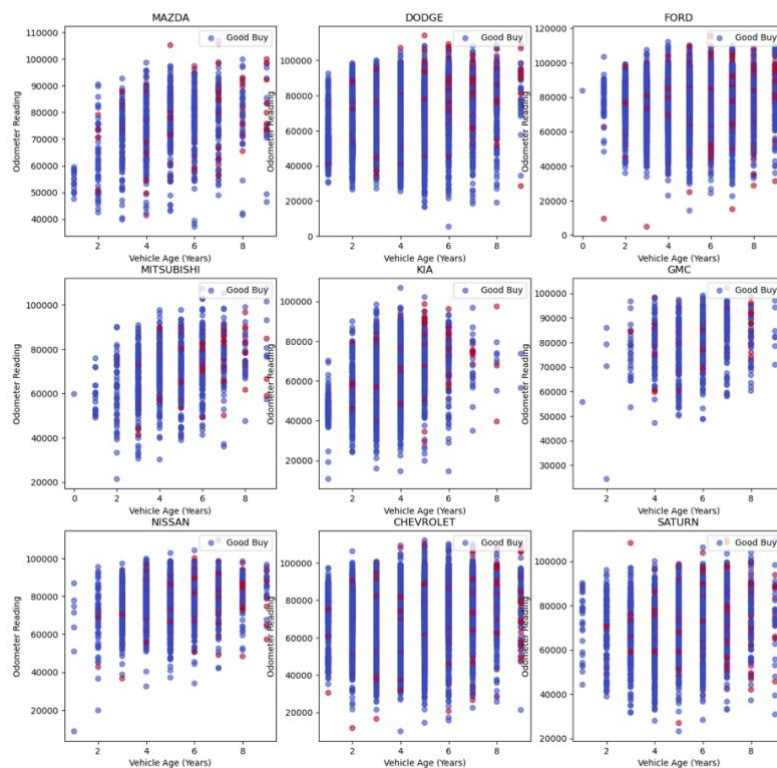 MAZDA
Good Buy
110000
100000
90000
80000
70000
60000
50000
40000
Odometer Reading
2 4 6 8
Vehicle Age (Years)
DODGE
Good Buy
100000
80000
60000
40000
20000
0
Odometer Reading
2 4 6 8
Vehicle Age (Years)
FORD
Good Buy
120000
100000
80000
60000
40000
20000
0
Odometer Reading
0 2 4 6 8
Vehicle Age (Years)
MITSUBISHI
Good Buy
100000
80000
60000
40000
20000
Odometer Reading
0 2 4 6 8
Vehicle Age (Years)
KIA
Good Buy
100000
80000
60000
40000
20000
Odometer Reading
2 4 6 8
Vehicle Age (Years)
GMC
Good Buy
100000
90000
80000
70000
60000
50000
40000
30000
Odometer Reading
2 4 6 8
Vehicle Age (Years)
NISSAN
Good Buy
100000
80000
60000
40000
20000
Odometer Reading
2 4 6 8
Vehicle Age (Years)
CHEVROLET
Good Buy
100000
80000
60000
40000
20000
Odometer Reading
2 4 6 8
Vehicle Age (Years)
SATURN
Good Buy
100000
80000
60000
40000
20000
Odometer Reading
2 4 6 8
Vehicle Age (Years)